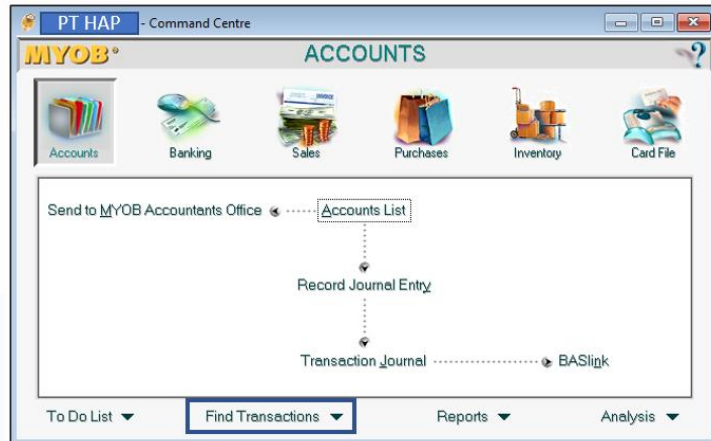 PT HAP - Command Centre
MYOB® ACCOUNTS ?
Accounts Banking Sales Purchases Inventory Card File
Send to MYOB Accountants Office Accounts List
Record Journal Entry
Transaction Journal BASlink
To Do List Find Transactions Reports Analysis